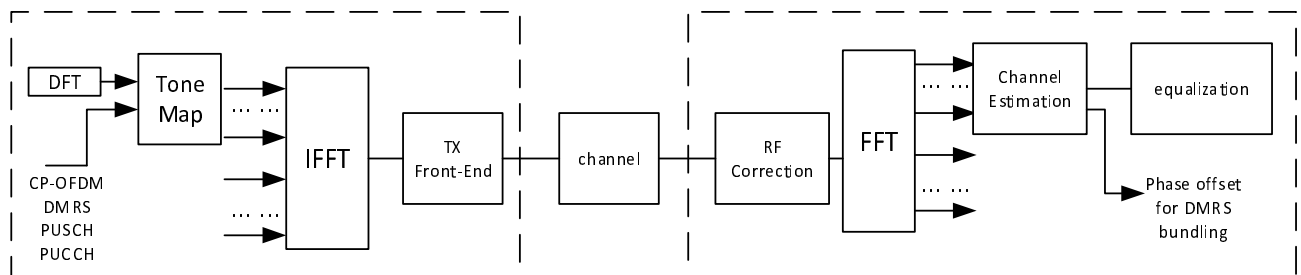 DFT
Tone
Map
... ...
... ...
CP-OFDM
DMRS
PUSCH
PUCCH
IFFT
TX
Front-End
channel
RF
Correction
FFT
... ...
... ...
Channel
Estimation
equalization
Phase offset
for DMRS
bundling